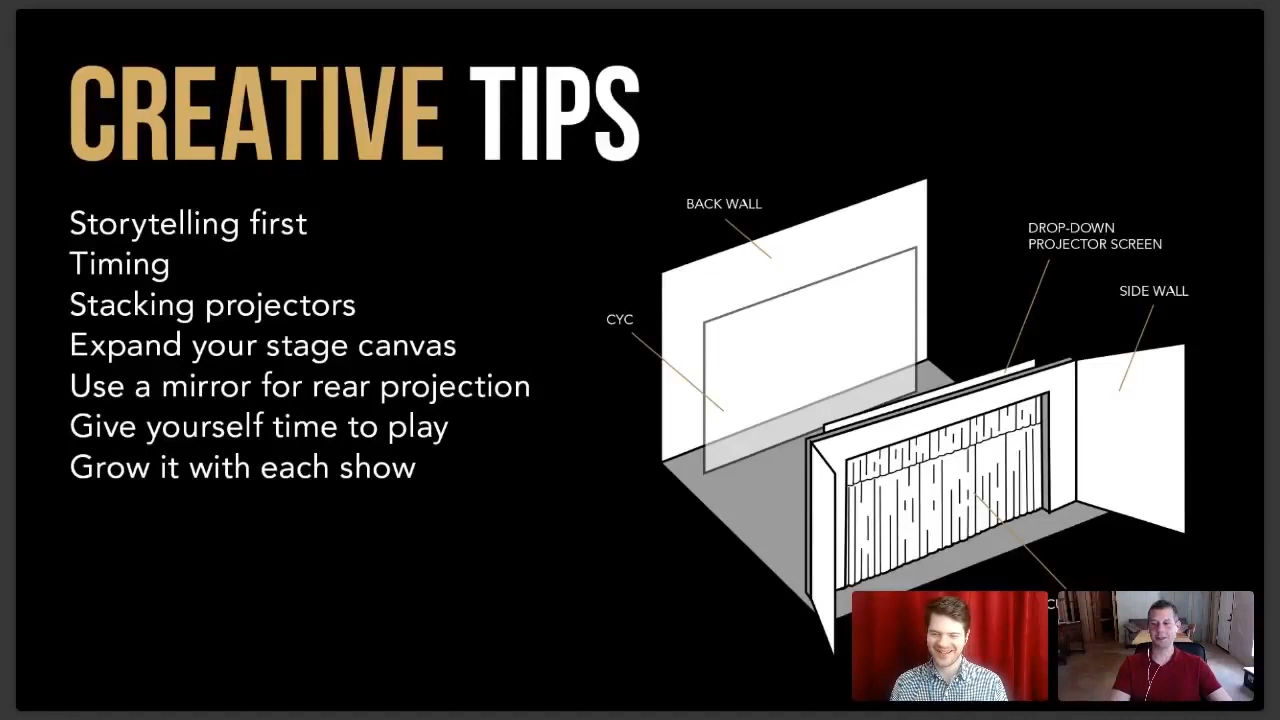 CREATIVE TIPS
Storytelling first
Timing
Stacking projectors
Expand your stage canvas
Use a mirror for rear projection
Give yourself time to play
Grow it with each show
BACK WALL
DROP-DOWN
PROJECTOR SCREEN
SIDE WALL
CYC